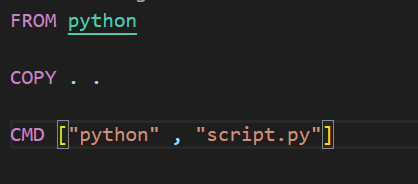 FROM python
COPY . .
CMD ["python" , "script.py"]